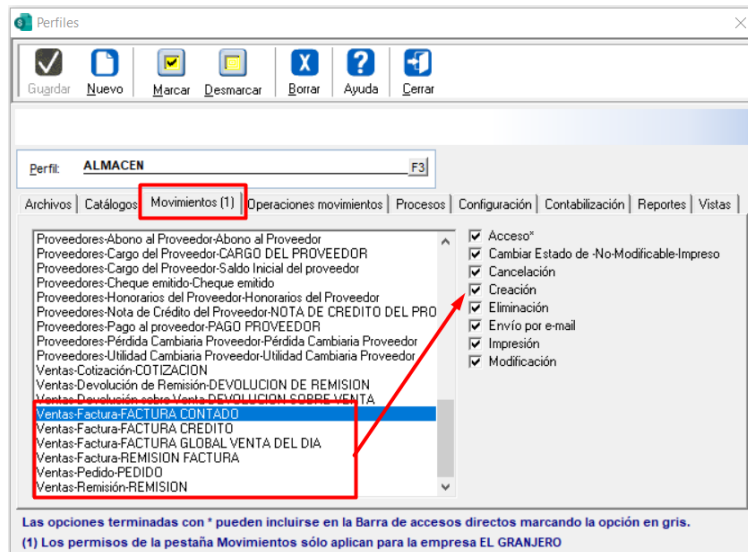 Perfiles
Guardar Nuevo Marcar Desmarcar Borrar Ayuda Cerrar
Perfil: ALMACEN F3
Archivos Catálogos Movimientos (1) Operaciones movimientos Procesos Configuración Contabilización Reportes Vistas
Proveedores-Abono al Proveedor-Abono al Proveedor
Proveedores-Cargo del Proveedor-CARGO DEL PROVEEDOR
Proveedores-Cargo del Proveedor-Saldo Inicial del proveedor
Proveedores-Cheque emitido-Cheque emitido
Proveedores-Honorarios del Proveedor-Honorarios del Proveedor
Proveedores-Nota de Crédito del Proveedor-NOTA DE CREDITO DEL PRO
Proveedores-Pago al proveedor-PAGO PROVEEDOR
Proveedores-Pérdida Cambiaria Proveedor-Pérdida Cambiaria Proveedor
Proveedores-Utilidad Cambiaria Proveedor-Utilidad Cambiaria Proveedor
Ventas-Cotización-COTIZACION
Ventas-Devolución de Remisión-DEVOLUCION DE REMISION
Ventas-Devolución sobre Venta-DEVOLUCION SOBRE VENTA
Ventas-Factura-FACTURA CONTADO
Ventas-Factura-FACTURA CREDITO
Ventas-Factura-FACTURA GLOBAL VENTA DEL DIA
Ventas-Factura-REMISION FACTURA
Ventas-Pedido-PEDIDO
Ventas-Remisión-REMISION
Acceso*
Cambiar Estado de -No-Modificable-Impreso
Cancelación
Creación
Eliminación
Envío por e-mail
Impresión
Modificación
Las opciones terminadas con * pueden incluirse en la Barra de accesos directos marcando la opción en gris.
(1) Los permisos de la pestaña Movimientos sólo aplican para la empresa EL GRANJERO